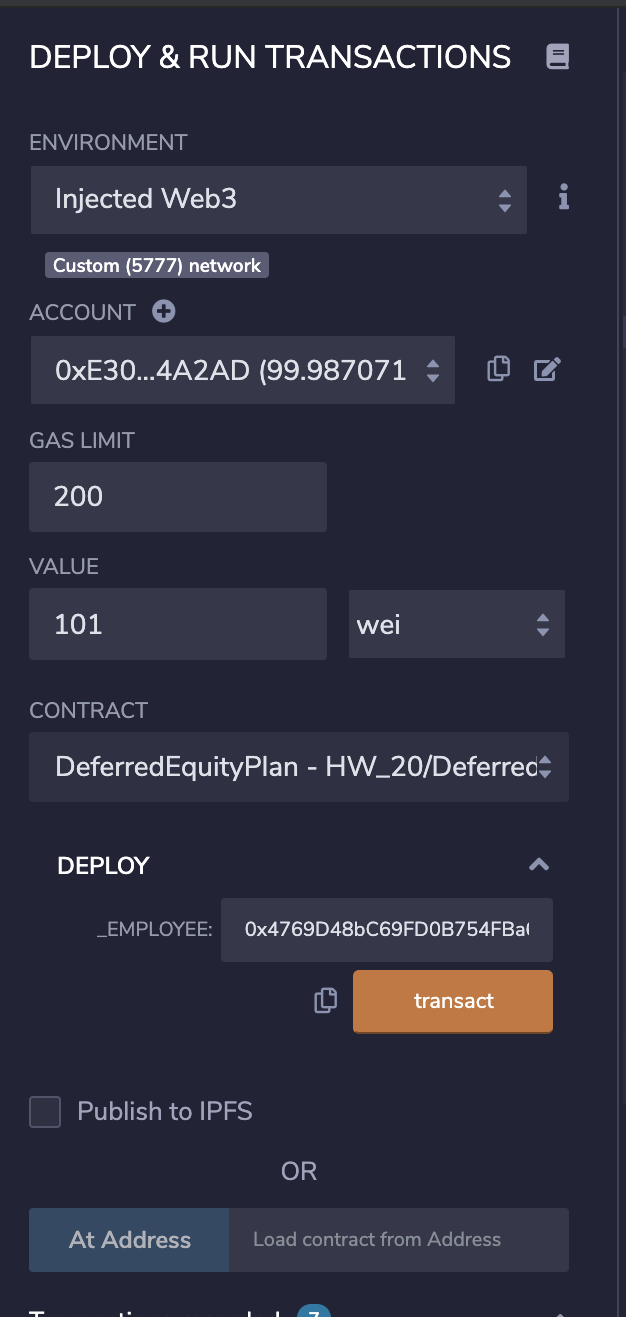 DEPLOY & RUN TRANSACTIONS
ENVIRONMENT
Injected Web3
Custom (5777) network
ACCOUNT
0xE30...4A2AD (99.987071
GAS LIMIT
200
VALUE
101 wei
CONTRACT
DeferredEquityPlan - HW_20/Deferred
DEPLOY
_EMPLOYEE: 0x4769D48bC69FD0B754FBa
transact
Publish to IPFS
OR
At Address Load contract from Address